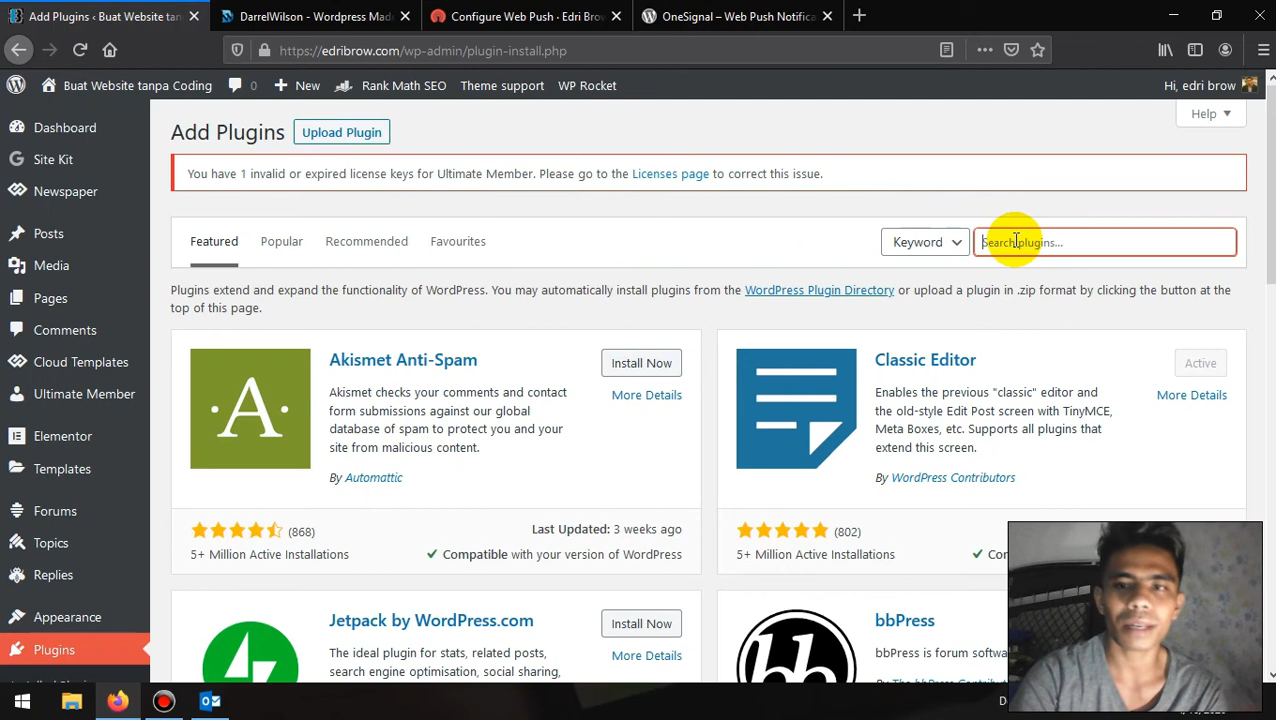 Add Plugins ‹ Buat Website tan
DarrelWilson - Wordpress Mad
Configure Web Push · Edri Brow
OneSignal – Web Push Notifica
https://edribrow.com/wp-admin/plugin-install.php
Buat Website tanpa Coding
0
New
Rank Math SEO
Theme support
WP Rocket
Hi, edri brow
Dashboard
Site Kit
Newspaper
Posts
Media
Pages
Comments
Cloud Templates
Ultimate Member
Elementor
Templates
Forums
Topics
Replies
Appearance
Plugins
Help
Add Plugins
Upload Plugin
You have 1 invalid or expired license keys for Ultimate Member. Please go to the Licenses page to correct this issue.
Featured
Popular
Recommended
Favourites
Keyword
Search plugins...
Plugins extend and expand the functionality of WordPress. You may automatically install plugins from the WordPress Plugin Directory or upload a plugin in .zip format by clicking the button at the
top of this page.
Akismet Anti-Spam
Install Now
More Details
Akismet checks your comments and contact
form submissions against our global
database of spam to protect you and your
site from malicious content.
By Automattic
(868)
Last Updated: 3 weeks ago
5+ Million Active Installations
Compatible with your version of WordPress
Classic Editor
Active
More Details
Enables the previous "classic" editor and
the old-style Edit Post screen with TinyMCE,
Meta Boxes, etc. Supports all plugins that
extend this screen.
By WordPress Contributors
(802)
5+ Million Active Installations
Jetpack by WordPress.com
Install Now
More Details
The ideal plugin for stats, related posts,
search engine optimisation, social sharing,
bbPress
bbPress is forum softwa